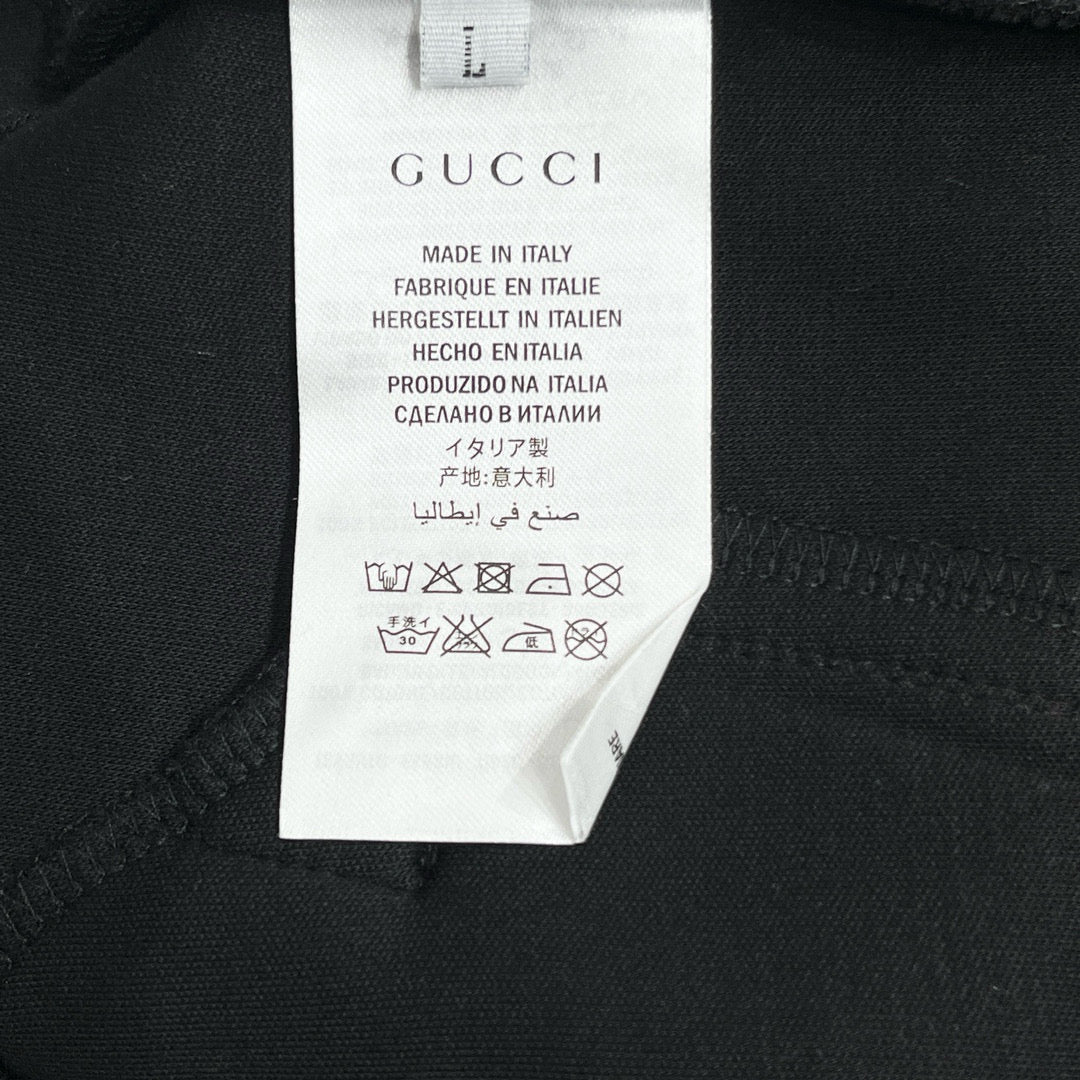 L
GUCCI
MADE IN ITALY
FABRIQUE EN ITALIE
HERGESTELLT IN ITALIEN
HECHO EN ITALIA
PRODUZIDO NA ITALIA
СДЕЛАНО В ИТАЛИИ
イタリア製
产地:意大利
صنع في إيطاليا
手洗イ
30
低